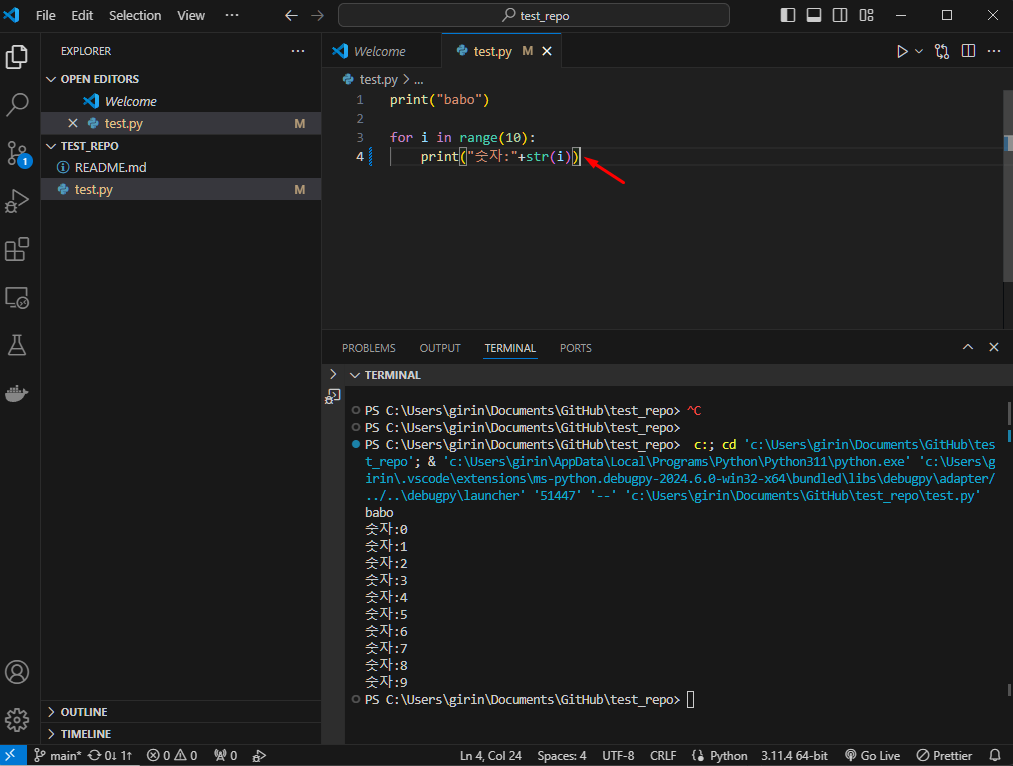 File Edit Selection View ··· test_repo
EXPLORER ···
OPEN EDITORS
Welcome
test.py M
TEST_REPO
README.md
test.py M
Welcome test.py M
test.py > ...
1 print("babo")
2
3 for i in range(10):
4 print("숫자:"+str(i))
PROBLEMS OUTPUT TERMINAL PORTS
TERMINAL
PS C:\Users\girin\Documents\GitHub\test_repo> ^C
PS C:\Users\girin\Documents\GitHub\test_repo>
PS C:\Users\girin\Documents\GitHub\test_repo> c:; cd 'c:\Users\girin\Documents\GitHub\tes
t_repo'; & 'c:\Users\girin\AppData\Local\Programs\Python\Python311\python.exe' 'c:\Users\g
irin\.vscode\extensions\ms-python.debugpy-2024.6.0-win32-x64\bundled\libs\debugpy\adapter/
../..\debugpy\launcher' '51447' '--' 'c:\Users\girin\Documents\GitHub\test_repo\test.py'
babo
숫자:0
숫자:1
숫자:2
숫자:3
숫자:4
숫자:5
숫자:6
숫자:7
숫자:8
숫자:9
PS C:\Users\girin\Documents\GitHub\test_repo>
1
OUTLINE
TIMELINE
main* 0↓ 1↑ 0 0 0 Ln 4, Col 24 Spaces: 4 UTF-8 CRLF Python 3.11.4 64-bit Go Live Prettier